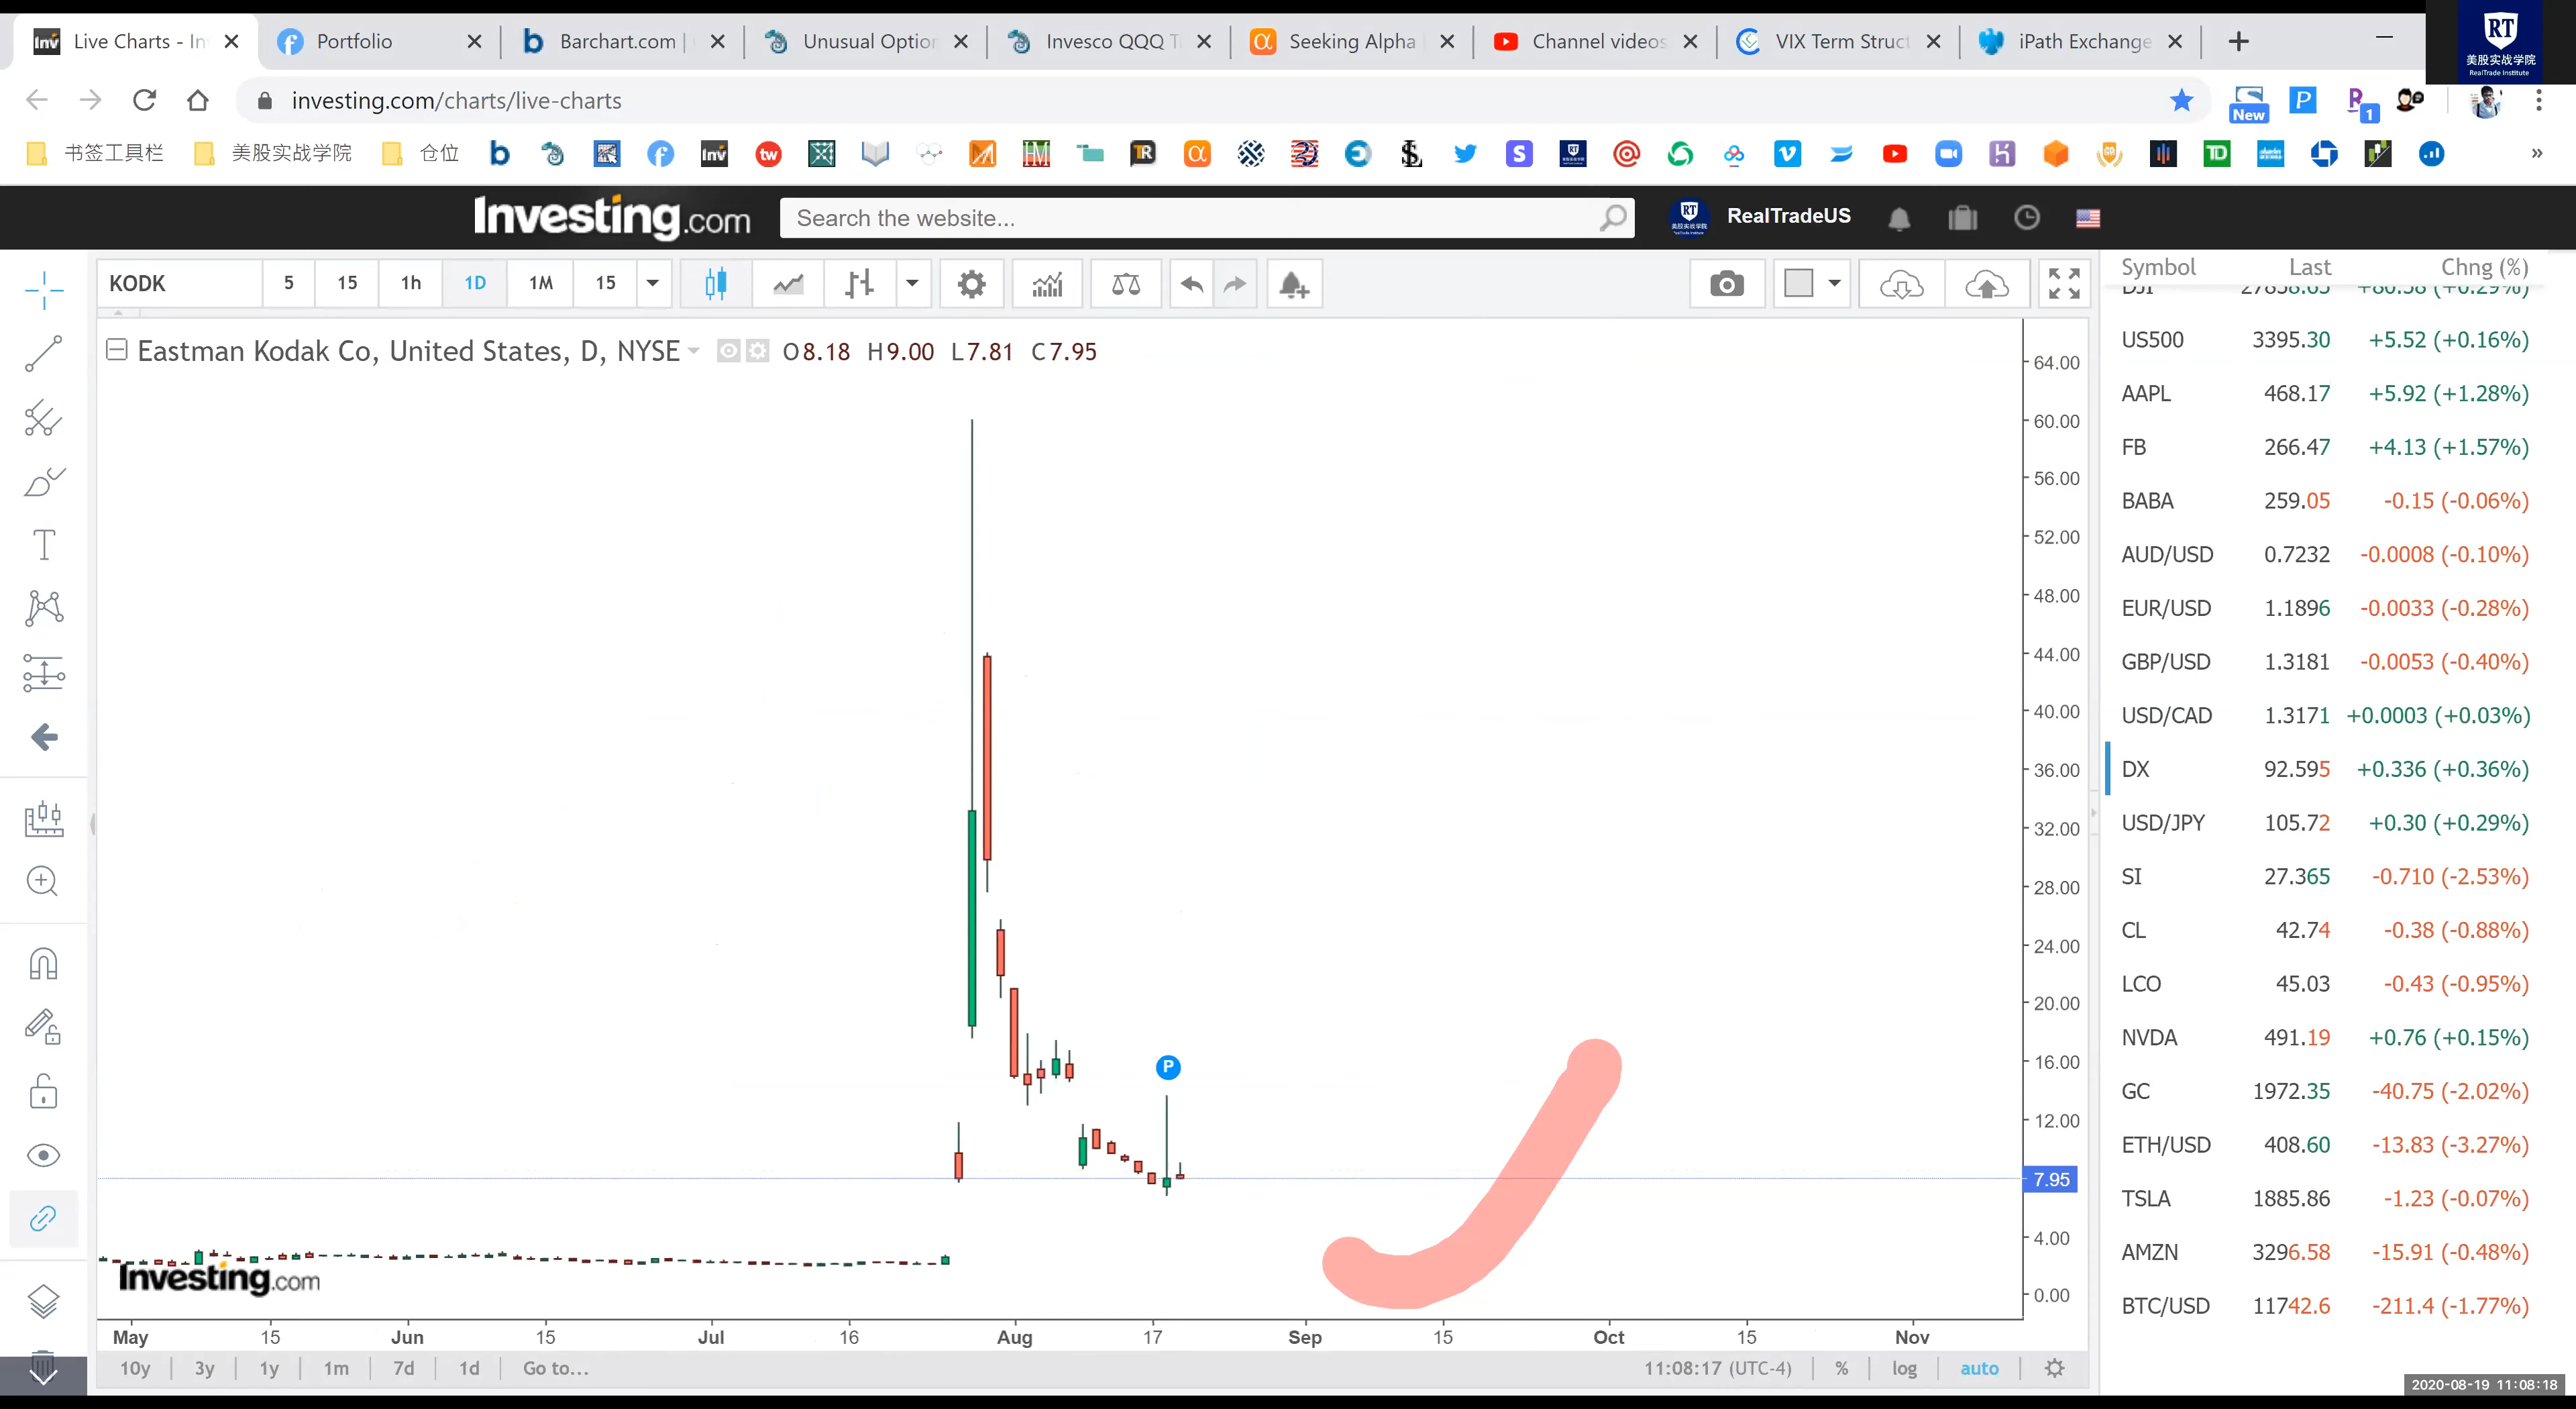 Live Charts - In
Portfolio
Barchart.com |
Unusual Option
Invesco QQQ T
Seeking Alpha
Channel videos
VIX Term Struct
iPath Exchange
RT
美股实战学院
RealTrade Institute
investing.com/charts/live-charts
New
1
书签工具栏
美股实战学院
仓位
Investing.com
Search the website...
RealTradeUS
KODK 5 15 1h 1D 1M 15
Symbol Last Chng (%)
Eastman Kodak Co, United States, D, NYSE O8.18 H9.00 L7.81 C7.95
DJI 27858.65 +80.58 (+0.29%)
US500 3395.30 +5.52 (+0.16%)
AAPL 468.17 +5.92 (+1.28%)
FB 266.47 +4.13 (+1.57%)
BABA 259.05 -0.15 (-0.06%)
AUD/USD 0.7232 -0.0008 (-0.10%)
EUR/USD 1.1896 -0.0033 (-0.28%)
GBP/USD 1.3181 -0.0053 (-0.40%)
USD/CAD 1.3171 +0.0003 (+0.03%)
DX 92.595 +0.336 (+0.36%)
USD/JPY 105.72 +0.30 (+0.29%)
SI 27.365 -0.710 (-2.53%)
CL 42.74 -0.38 (-0.88%)
LCO 45.03 -0.43 (-0.95%)
NVDA 491.19 +0.76 (+0.15%)
GC 1972.35 -40.75 (-2.02%)
ETH/USD 408.60 -13.83 (-3.27%)
TSLA 1885.86 -1.23 (-0.07%)
AMZN 3296.58 -15.91 (-0.48%)
BTC/USD 11742.6 -211.4 (-1.77%)
64.00
60.00
56.00
52.00
48.00
44.00
40.00
36.00
32.00
28.00
24.00
20.00
16.00
12.00
7.95
4.00
0.00
P
Investing.com
May 15 Jun 15 Jul 16 Aug 17 Sep 15 Oct 15 Nov
10y 3y 1y 1m 7d 1d Go to... 11:08:17 (UTC-4) % log auto
2020-08-19 11:08:18